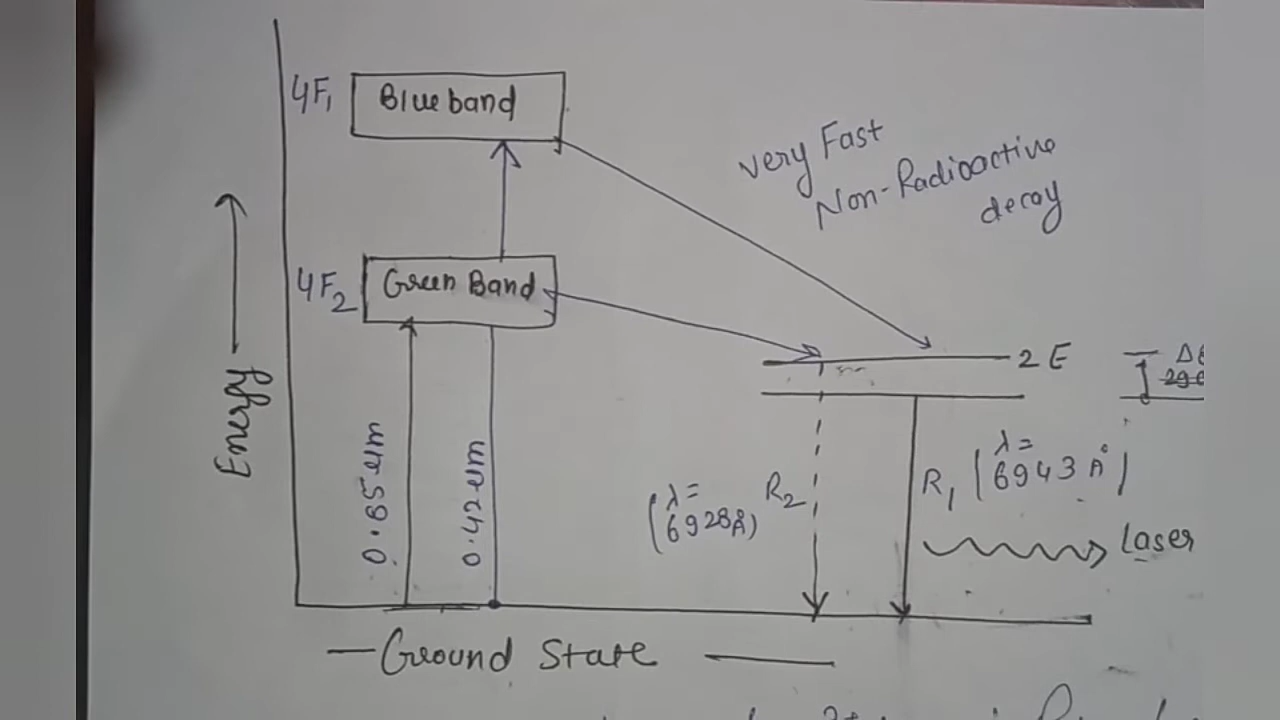 4F1
Blue band
Very Fast
Non-Radioactive
decay
4F2
Green Band
2 E
Energy
0.65 um
0.42 um
(λ=
6928Å)
R2
R1
(λ=
6943 Å)
laser
Ground State